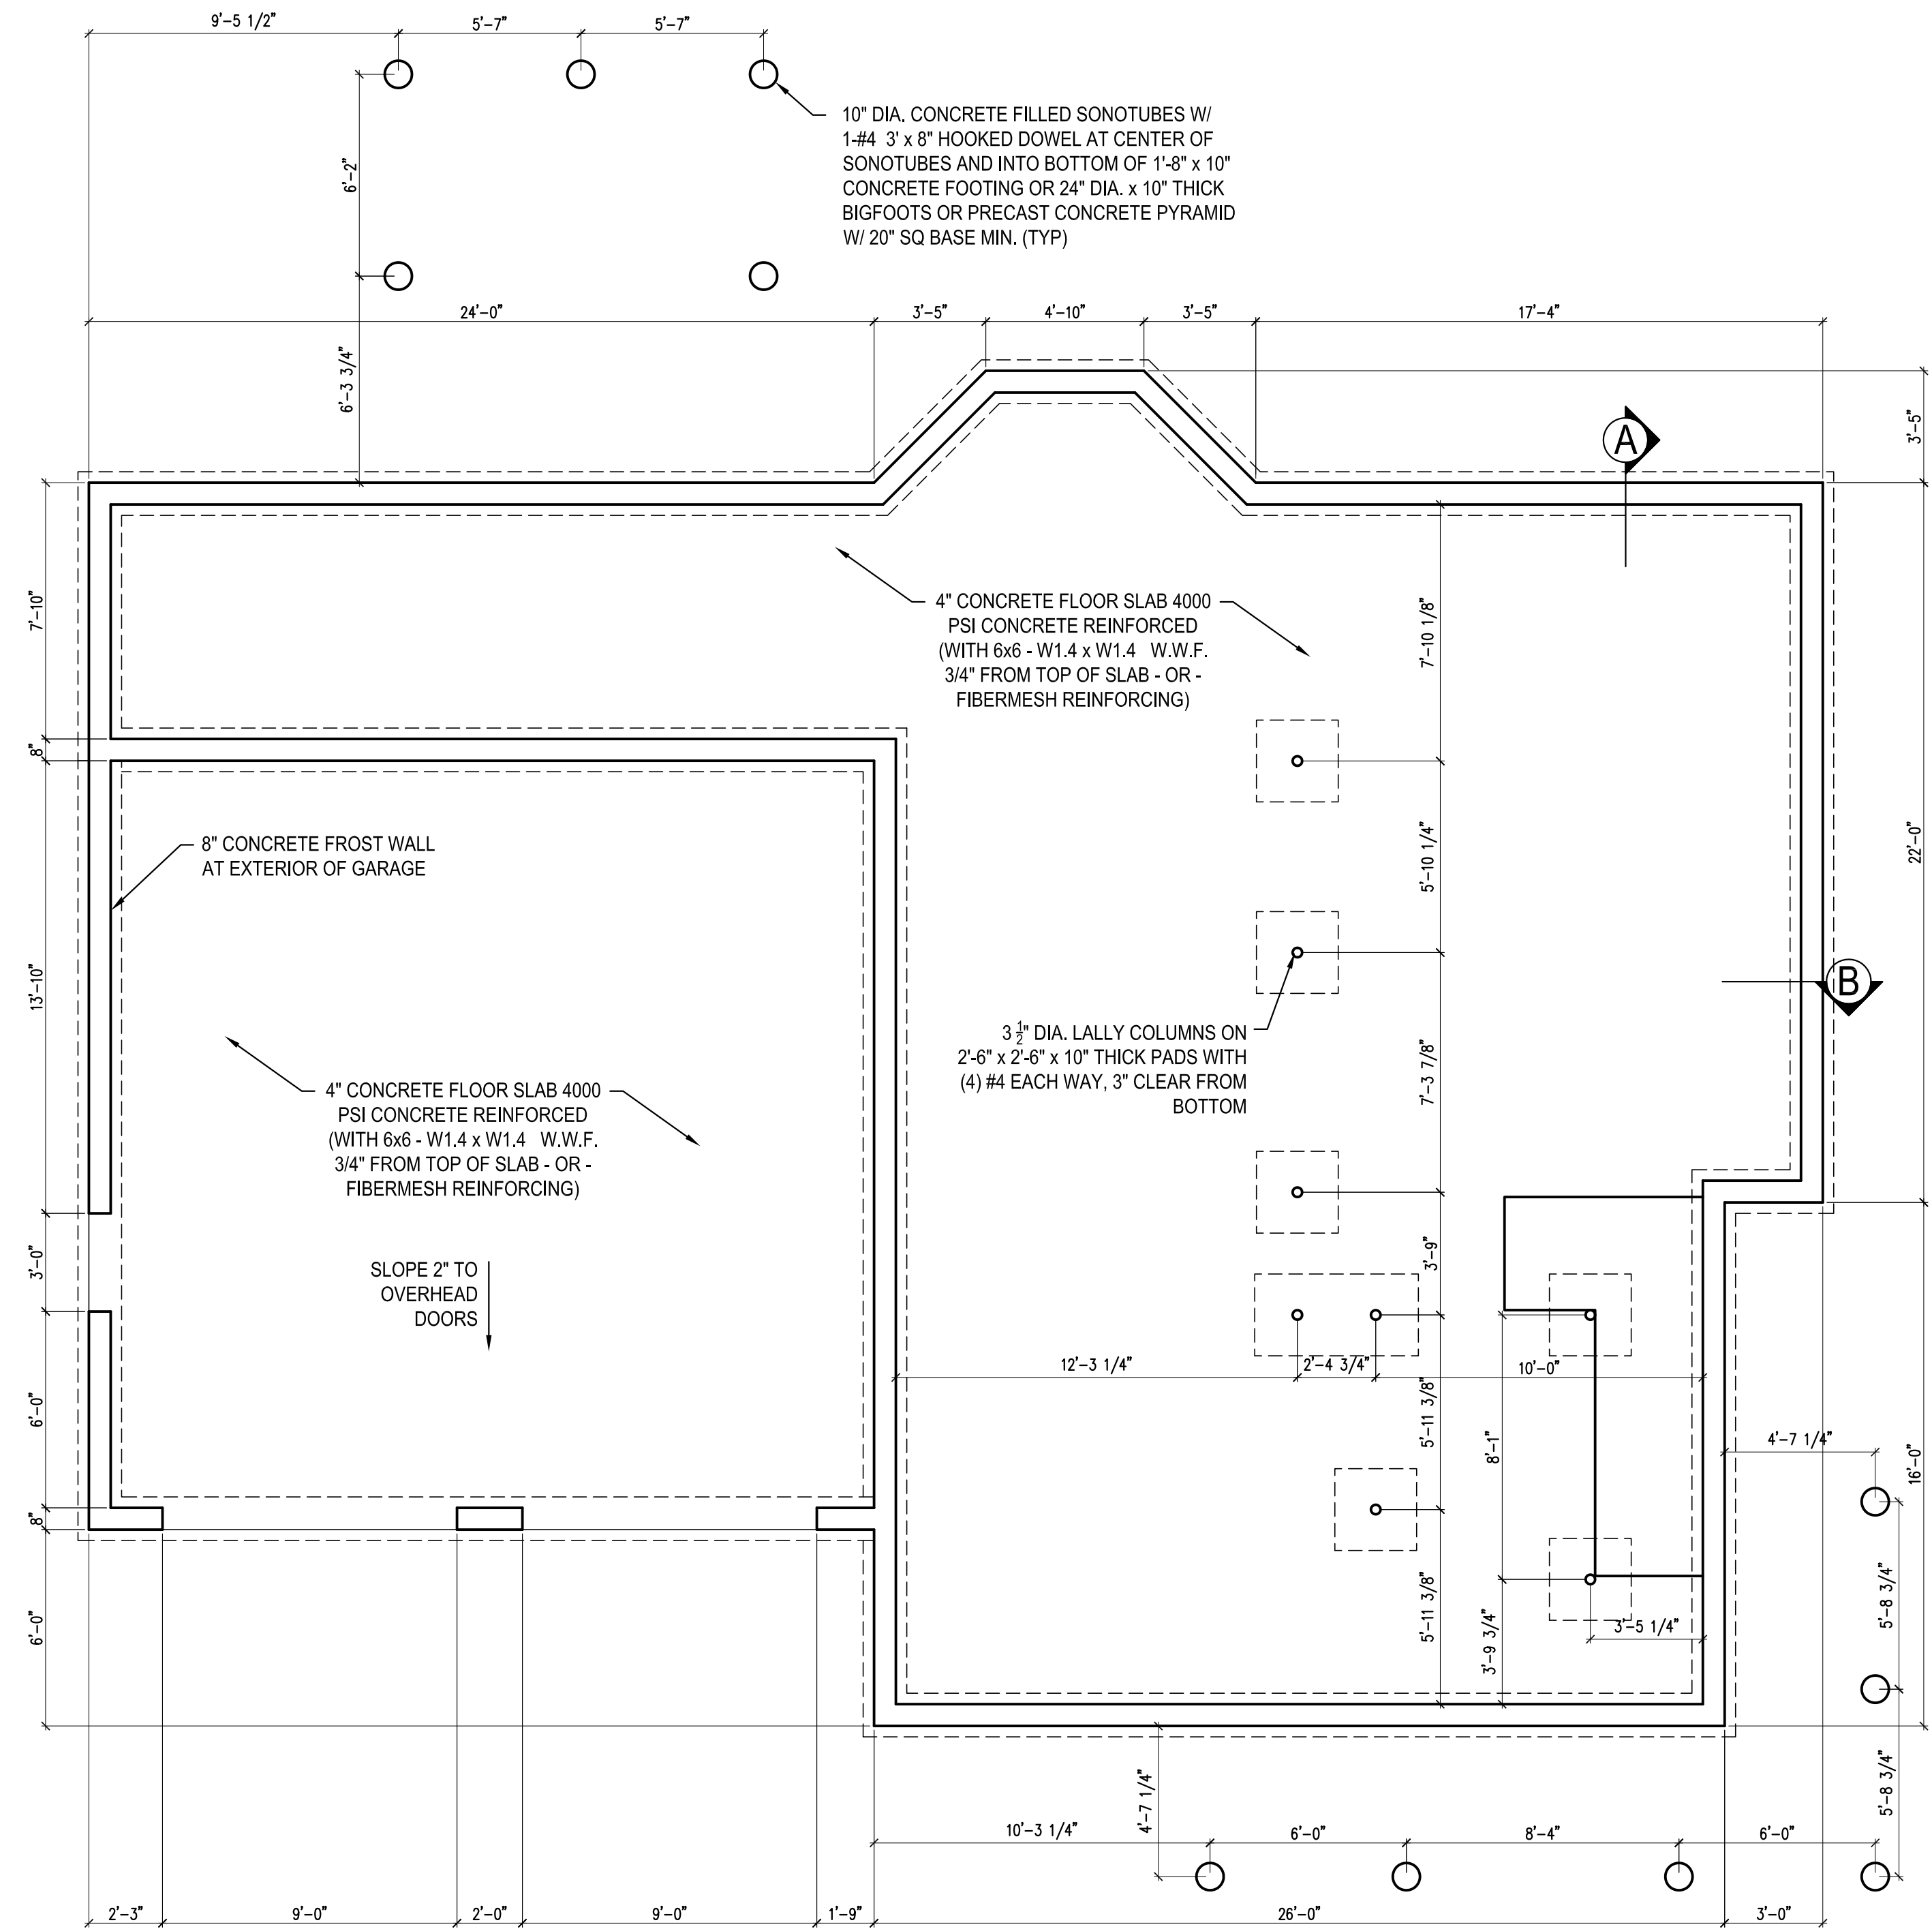 9'-5 1/2"
5'-7"
5'-7"
10" DIA. CONCRETE FILLED SONOTUBES W/
1-#4 3' x 8" HOOKED DOWEL AT CENTER OF
SONOTUBES AND INTO BOTTOM OF 1'-8" x 10"
CONCRETE FOOTING OR 24" DIA. x 10" THICK
BIGFOOTS OR PRECAST CONCRETE PYRAMID
W/ 20" SQ BASE MIN. (TYP)
6'-2"
24'-0"
3'-5"
4'-10"
3'-5"
17'-4"
6'-3 3/4"
3'-5"
A
7'-10"
4" CONCRETE FLOOR SLAB 4000
PSI CONCRETE REINFORCED
(WITH 6x6 - W1.4 x W1.4 W.W.F.
3/4" FROM TOP OF SLAB - OR -
FIBERMESH REINFORCING)
7'-10 1/8"
8"
8" CONCRETE FROST WALL
AT EXTERIOR OF GARAGE
5'-10 1/4"
22'-0"
13'-10"
B
3 1/2" DIA. LALLY COLUMNS ON
2'-6" x 2'-6" x 10" THICK PADS WITH
(4) #4 EACH WAY, 3" CLEAR FROM
BOTTOM
7'-3 7/8"
4" CONCRETE FLOOR SLAB 4000
PSI CONCRETE REINFORCED
(WITH 6x6 - W1.4 x W1.4 W.W.F.
3/4" FROM TOP OF SLAB - OR -
FIBERMESH REINFORCING)
3'-0"
SLOPE 2" TO
OVERHEAD
DOORS
3'-9"
12'-3 1/4"
2'-4 3/4"
10'-0"
6'-0"
5'-11 3/8"
8'-1"
4'-7 1/4"
16'-0"
8"
6'-0"
5'-11 3/8"
3'-9 3/4"
3'-5 1/4"
5'-8 3/4"
4'-7 1/4"
5'-8 3/4"
10'-3 1/4"
6'-0"
8'-4"
6'-0"
2'-3"
9'-0"
2'-0"
9'-0"
1'-9"
26'-0"
3'-0"